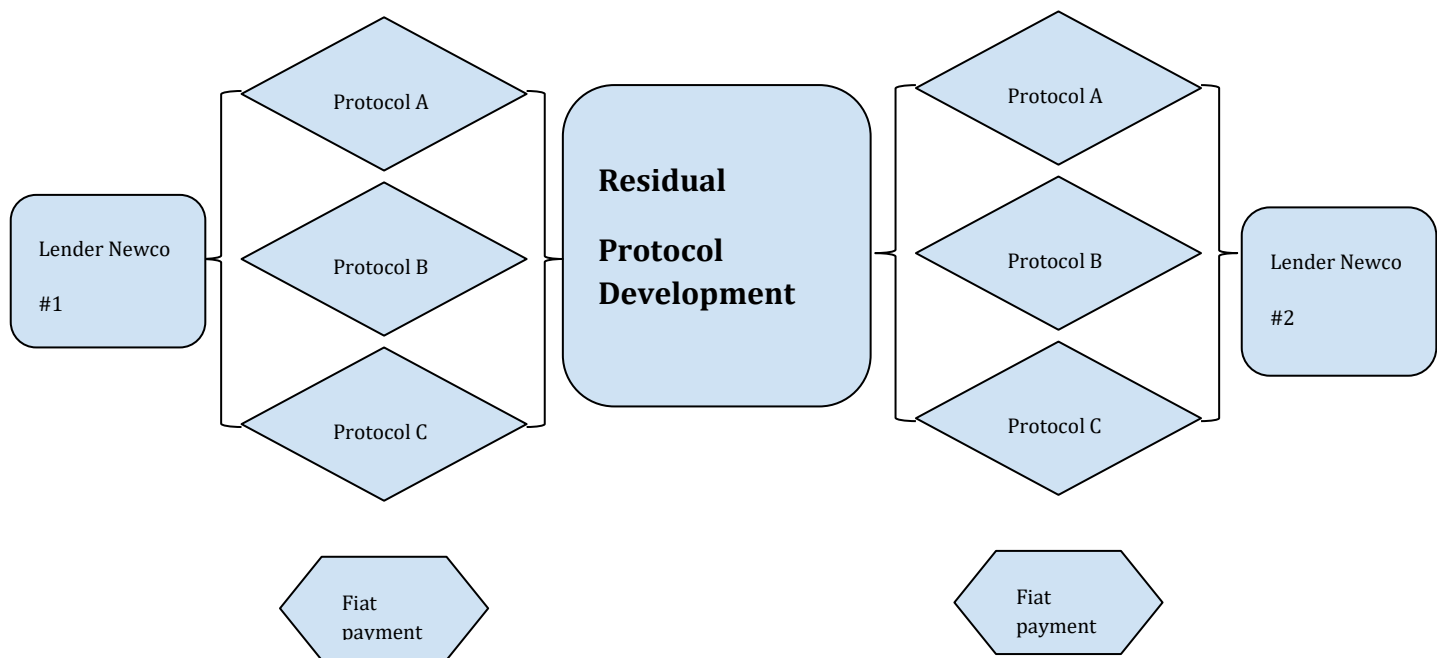 Protocol A
Protocol A
Residual
Protocol
Development
Lender Newco
#1
Protocol B
Protocol B
Lender Newco
#2
Protocol C
Protocol C
Fiat
payment
Fiat
payment